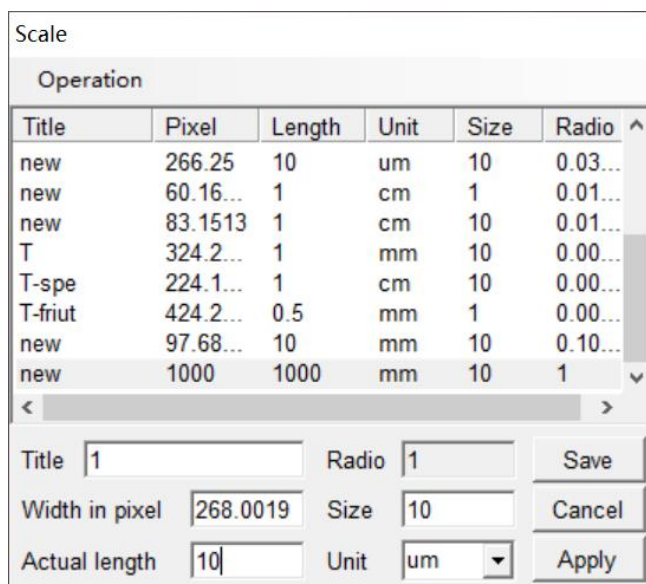 Scale
Operation
Title Pixel Length Unit Size Radio
new 266.25 10 um 10 0.03...
new 60.16... 1 cm 1 0.01...
new 83.1513 1 cm 10 0.01...
T 324.2... 1 mm 10 0.00...
T-spe 224.1... 1 cm 10 0.00...
T-friut 424.2... 0.5 mm 1 0.00...
new 97.68... 10 mm 10 0.10...
new 1000 1000 mm 10 1
Title 1 Radio 1 Save
Width in pixel 268.0019 Size 10 Cancel
Actual length 10 Unit um Apply